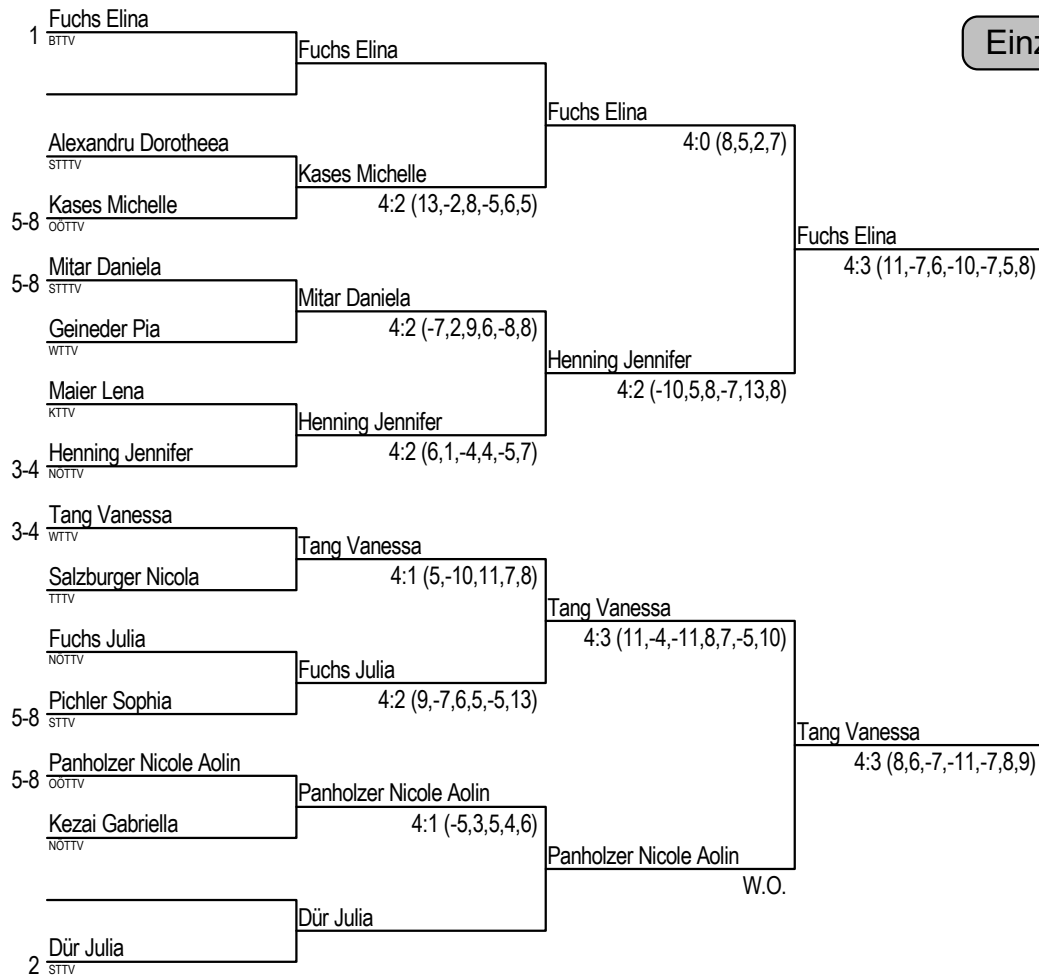 1 Fuchs Elina
BTTV
Alexandru Dorotheea
STTTV
5-8 Kases Michelle
OÖTTV
5-8 Mitar Daniela
STTTV
Geineder Pia
WTTV
Maier Lena
KTTV
3-4 Henning Jennifer
NÖTTV
3-4 Tang Vanessa
WTTV
Salzburger Nicola
TTTV
Fuchs Julia
NÖTTV
5-8 Pichler Sophia
STTV
5-8 Panholzer Nicole Aolin
OÖTTV
Kezai Gabriella
NÖTTV
2 Dür Julia
STTV
Fuchs Elina
Kases Michelle
4:2 (13,-2,8,-5,6,5)
Mitar Daniela
4:2 (-7,2,9,6,-8,8)
Henning Jennifer
4:2 (6,1,-4,4,-5,7)
Tang Vanessa
4:1 (5,-10,11,7,8)
Fuchs Julia
4:2 (9,-7,6,5,-5,13)
Panholzer Nicole Aolin
4:1 (-5,3,5,4,6)
Dür Julia
Fuchs Elina
4:0 (8,5,2,7)
Henning Jennifer
4:2 (-10,5,8,-7,13,8)
Tang Vanessa
4:3 (11,-4,-11,8,7,-5,10)
Panholzer Nicole Aolin
W.O.
Fuchs Elina
4:3 (11,-7,6,-10,-7,5,8)
Tang Vanessa
4:3 (8,6,-7,-11,-7,8,9)